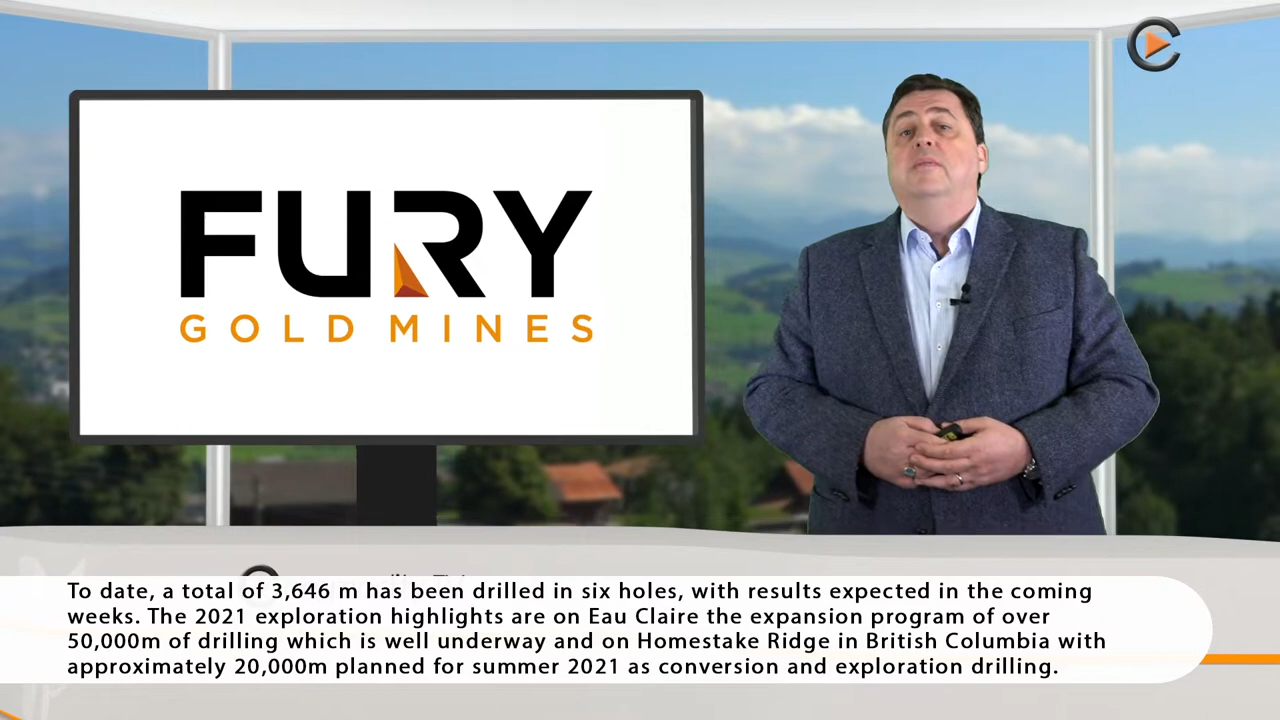 FURY
GOLD MINES
To date, a total of 3,646 m has been drilled in six holes, with results expected in the coming
weeks. The 2021 exploration highlights are on Eau Claire the expansion program of over
50,000m of drilling which is well underway and on Homestake Ridge in British Columbia with
approximately 20,000m planned for summer 2021 as conversion and exploration drilling.